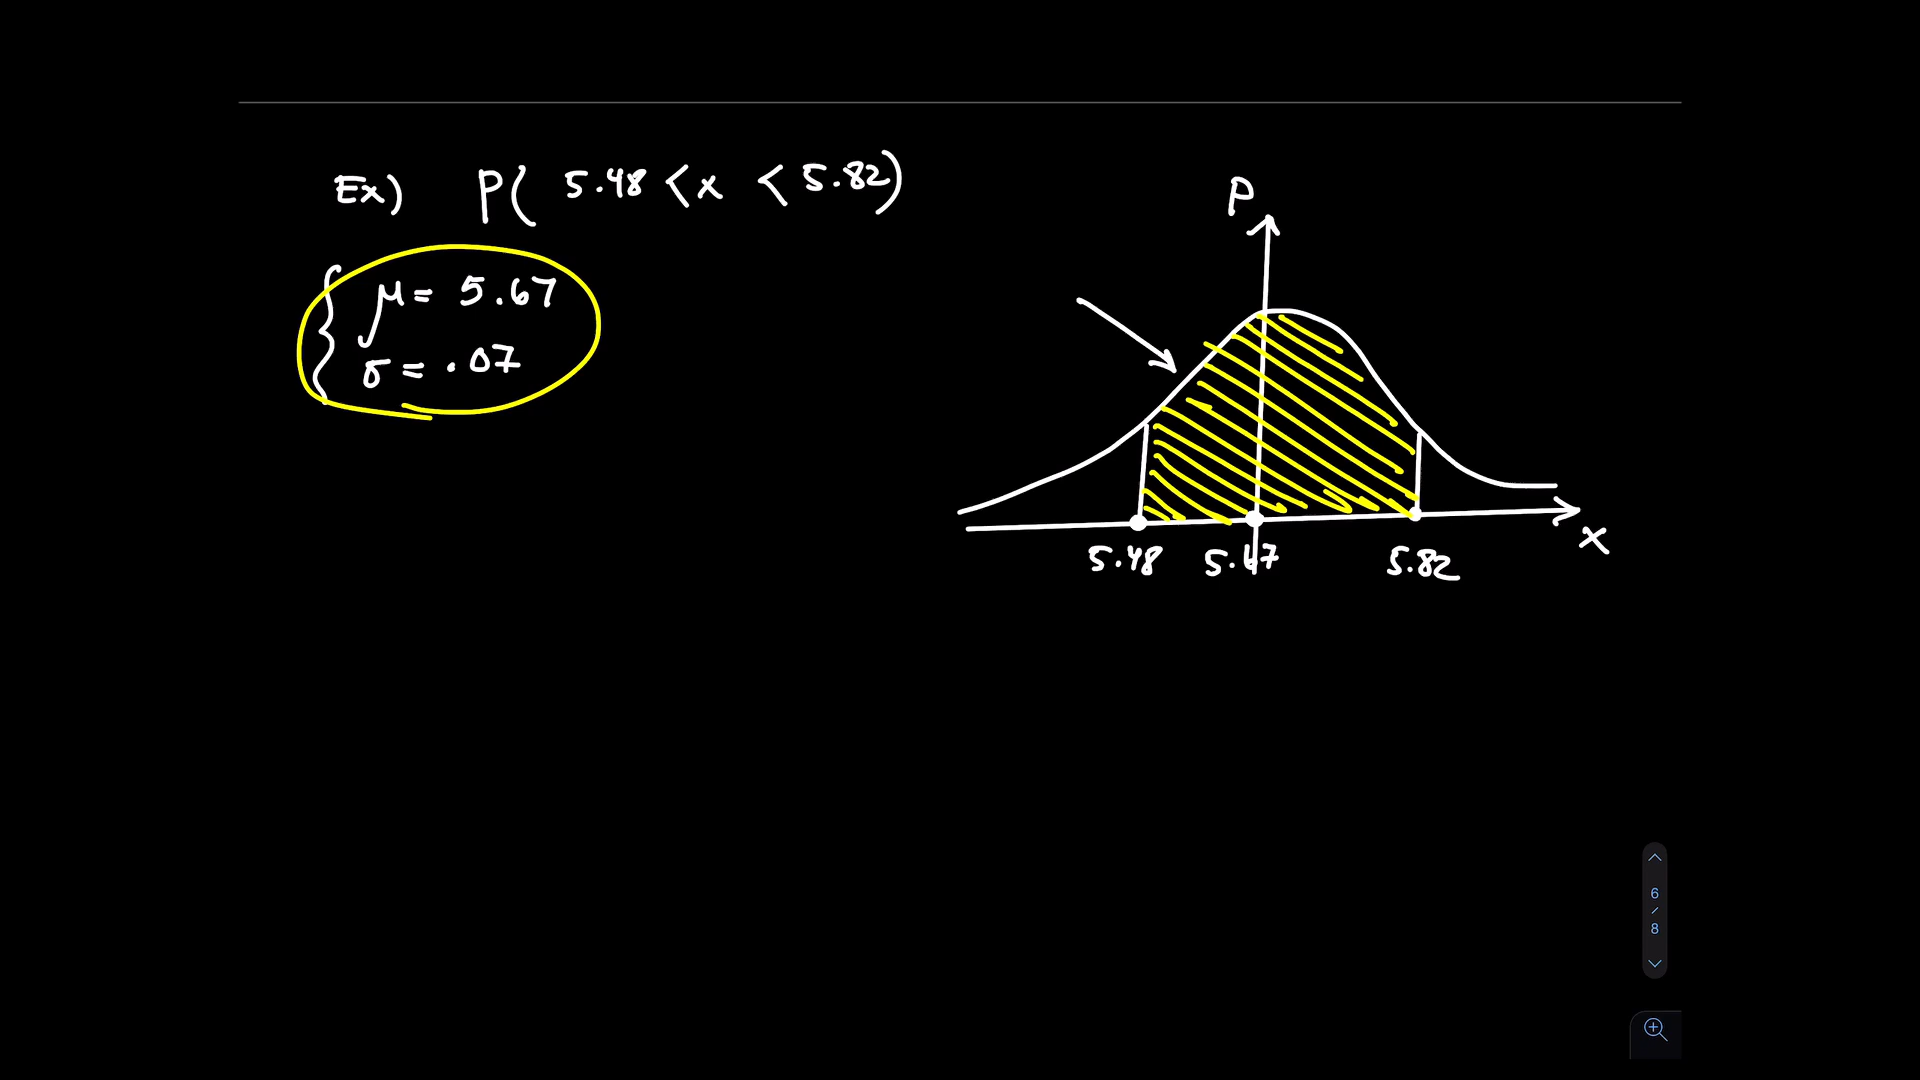 Ex) P( 5.48 < x < 5.82)
μ = 5.67
σ = .07
P
5.48 5.67 5.82
x
6
/
8